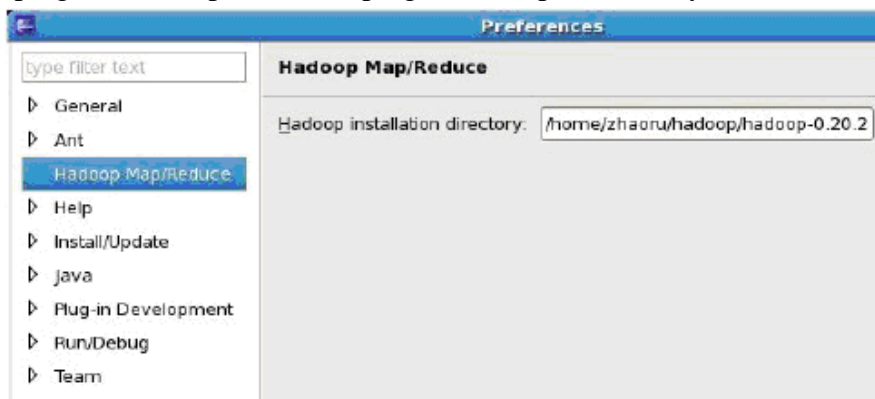 Preferences
type filter text
General
Ant
Hadoop Map/Reduce
Help
Install/Update
Java
Plug-in Development
Run/Debug
Team
Hadoop Map/Reduce
Hadoop installation directory: /home/zhaoru/hadoop/hadoop-0.20.2